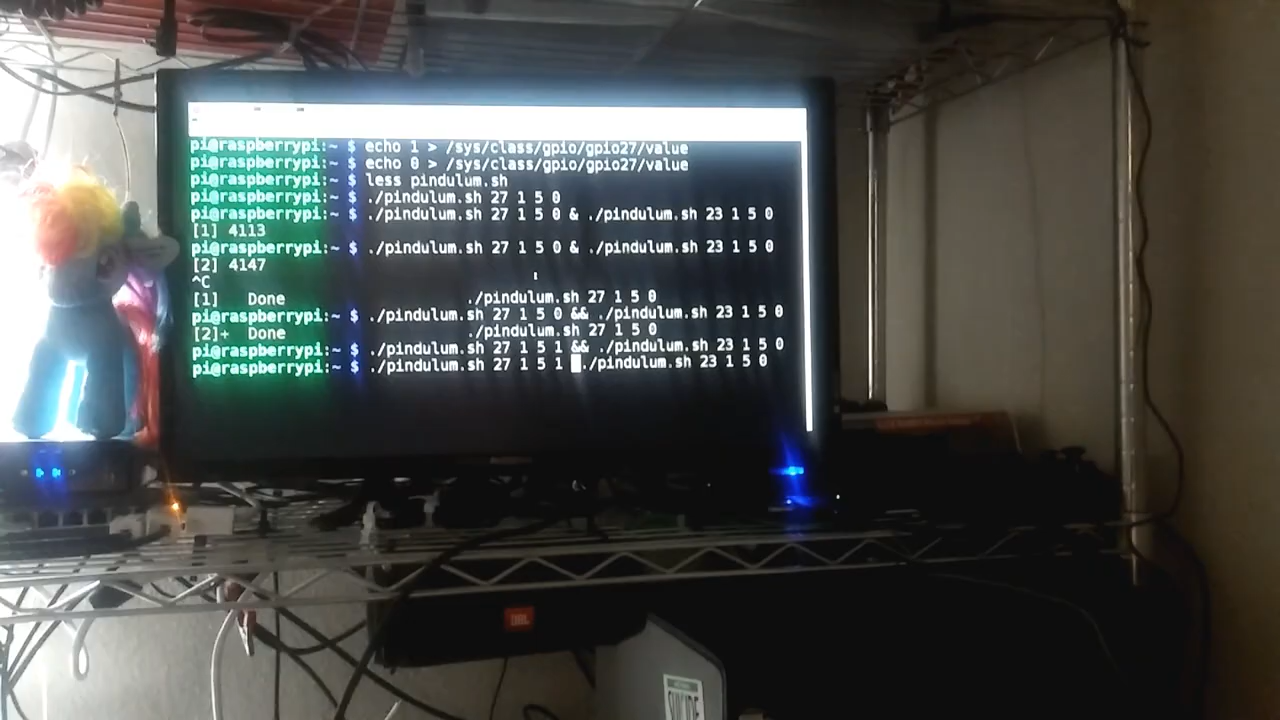 pi@raspberrypi:~ $ echo 1 > /sys/class/gpio/gpio27/value
pi@raspberrypi:~ $ echo 0 > /sys/class/gpio/gpio27/value
pi@raspberrypi:~ $ less pindulum.sh
pi@raspberrypi:~ $ ./pindulum.sh 27 1 5 0
pi@raspberrypi:~ $ ./pindulum.sh 27 1 5 0 & ./pindulum.sh 23 1 5 0
[1] 4113
pi@raspberrypi:~ $ ./pindulum.sh 27 1 5 0 & ./pindulum.sh 23 1 5 0
[2] 4147
^C
[1]   Done                    ./pindulum.sh 27 1 5 0
pi@raspberrypi:~ $ ./pindulum.sh 27 1 5 0 && ./pindulum.sh 23 1 5 0
[2]+  Done                    ./pindulum.sh 27 1 5 0
pi@raspberrypi:~ $ ./pindulum.sh 27 1 5 1 && ./pindulum.sh 23 1 5 0
pi@raspberrypi:~ $ ./pindulum.sh 27 1 5 1 ./pindulum.sh 23 1 5 0
JBL